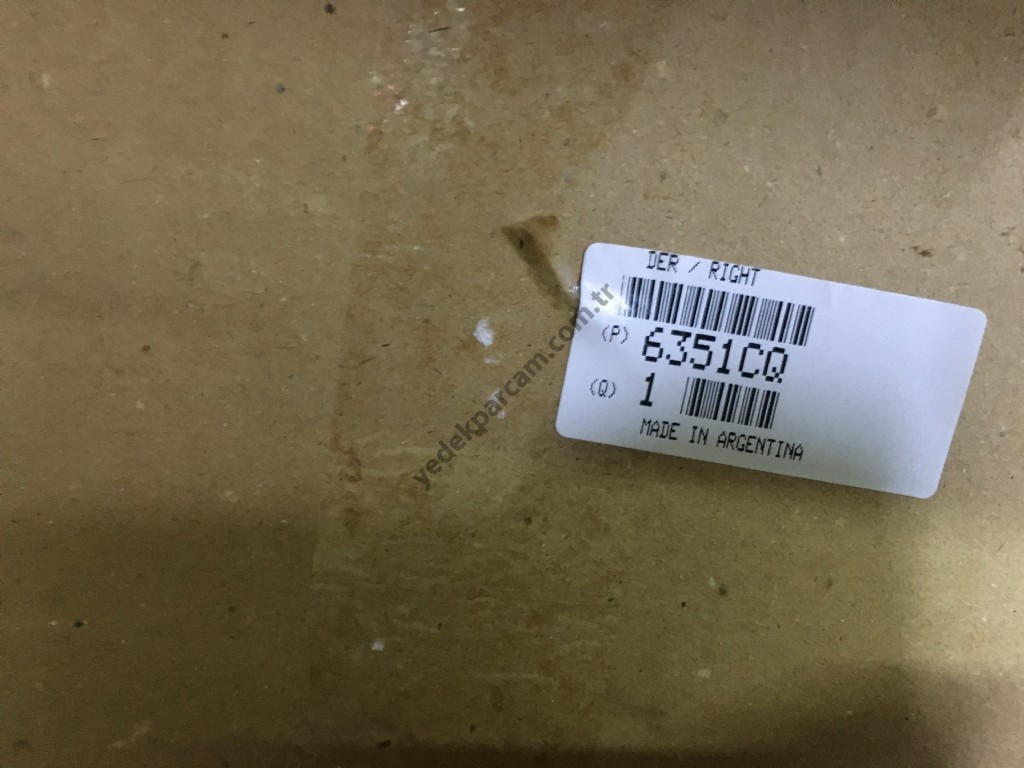 DER / RIGHT
(P) 6351CQ
(Q) 1
MADE IN ARGENTINA
yedekparcam.com.tr